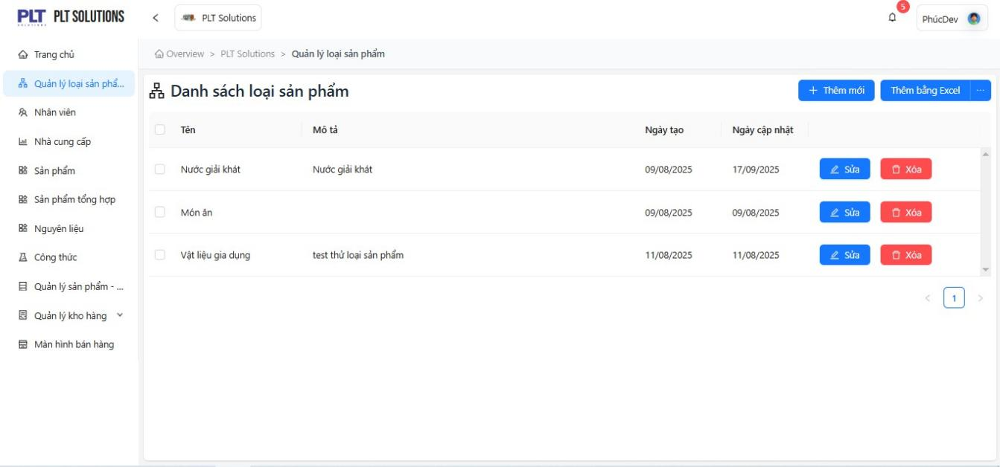 PLT SOLUTIONS PLT SOLUTIONS
PLT Solutions
5
PhúcDev
Trang chủ
Quản lý loại sản phẩ...
Nhân viên
Nhà cung cấp
Sản phẩm
Sản phẩm tổng hợp
Nguyên liệu
Công thức
Quản lý sản phẩm - ...
Quản lý kho hàng
Màn hình bán hàng
Overview > PLT Solutions > Quản lý loại sản phẩm
Danh sách loại sản phẩm
+ Thêm mới
Thêm bằng Excel ...
Tên Mô tả Ngày tạo Ngày cập nhật
Nước giải khát Nước giải khát 09/08/2025 17/09/2025 Sửa Xóa
Món ăn 09/08/2025 09/08/2025 Sửa Xóa
Vật liệu gia dụng test thử loại sản phẩm 11/08/2025 11/08/2025 Sửa Xóa
< 1 >